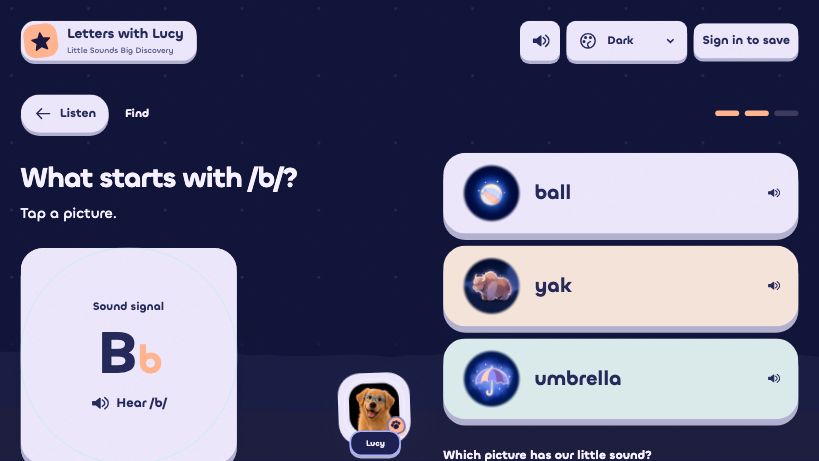 Letters with Lucy
Little Sounds Big Discovery
Dark
Sign in to save
Listen
Find
What starts with /b/?
Tap a picture.
Sound signal
Bb
Hear /b/
Lucy
ball
yak
umbrella
Which picture has our little sound?